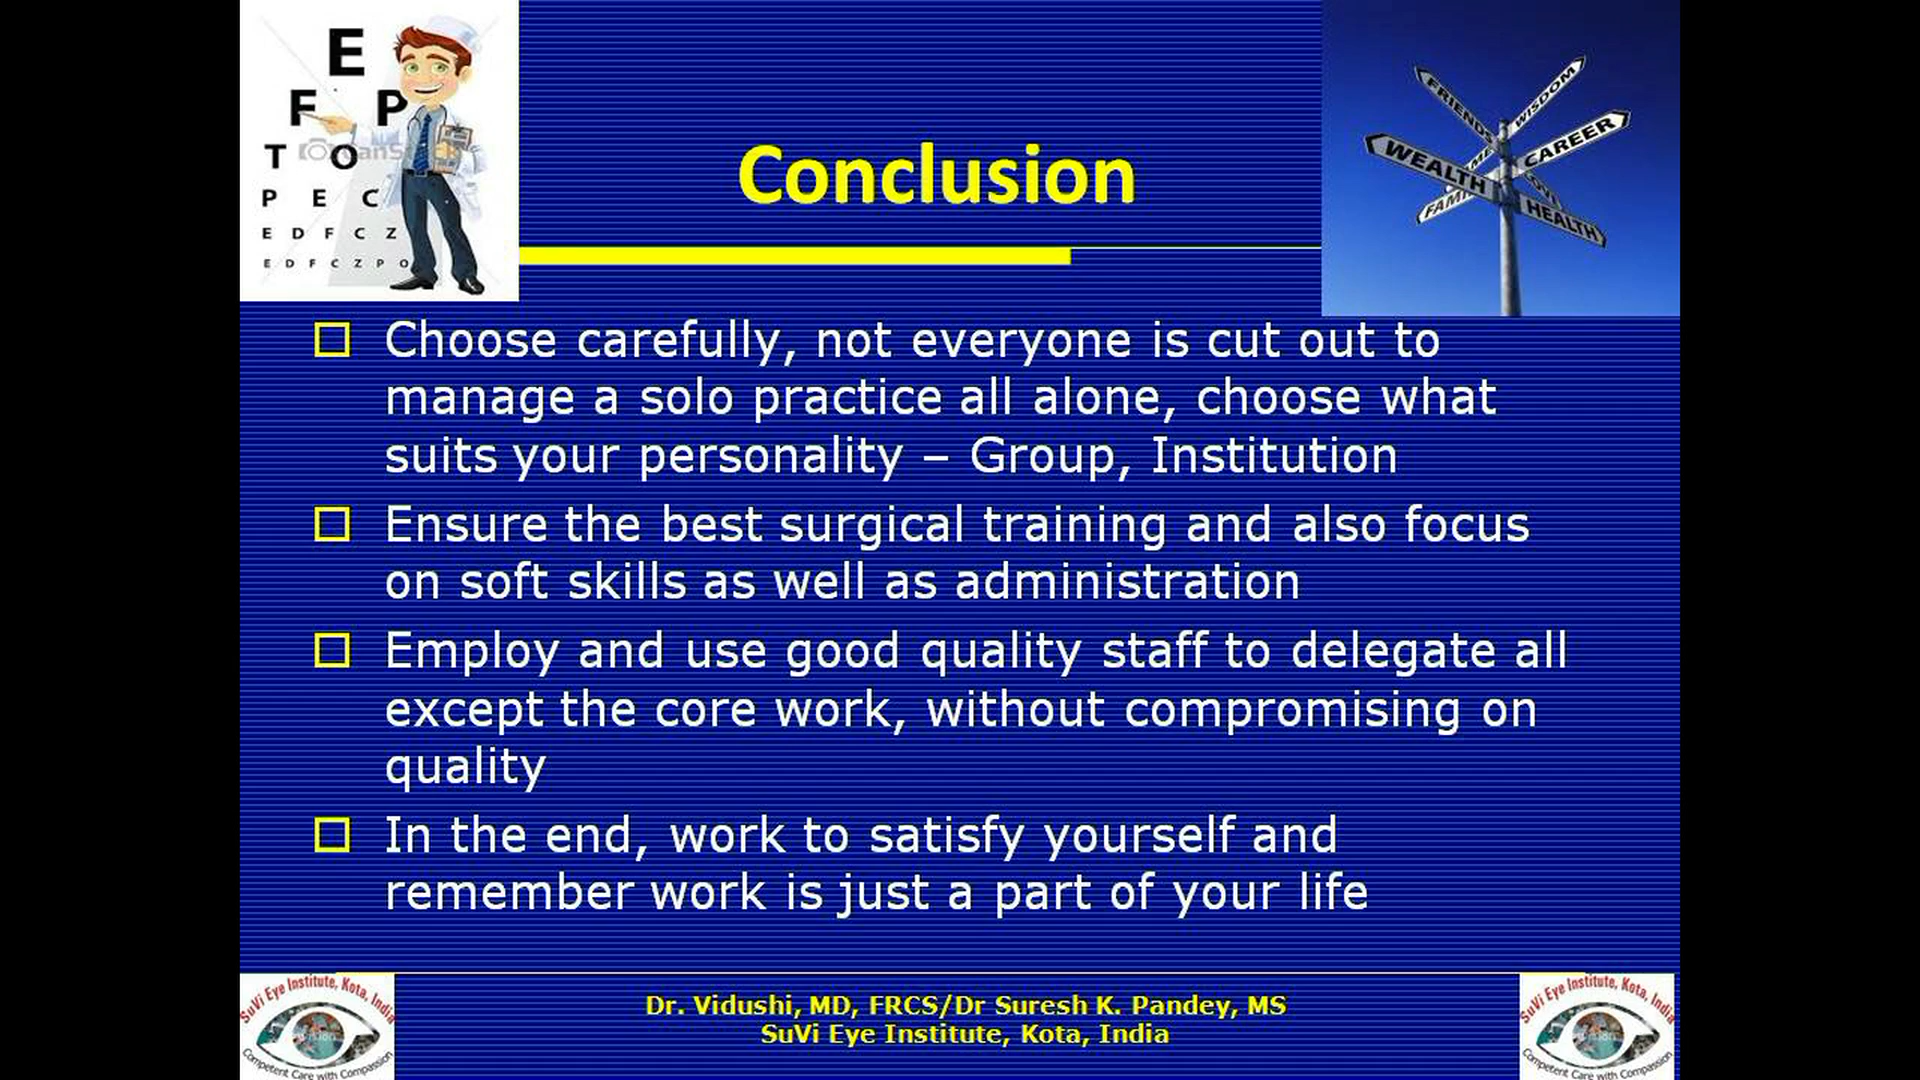 E
F P
T O
P E C
E D F C Z
E D F C Z P O
Conclusion
FRIENDS
WISDOM
CAREER
WEALTH
HEALTH
Choose carefully, not everyone is cut out to
manage a solo practice all alone, choose what
suits your personality – Group, Institution
Ensure the best surgical training and also focus
on soft skills as well as administration
Employ and use good quality staff to delegate all
except the core work, without compromising on
quality
In the end, work to satisfy yourself and
remember work is just a part of your life
SuVi Eye Institute, Kota, India
Competent Care with Compassion
Dr. Vidushi, MD, FRCS/Dr Suresh K. Pandey, MS
SuVi Eye Institute, Kota, India
SuVi Eye Institute, Kota, India
Competent Care with Compassion